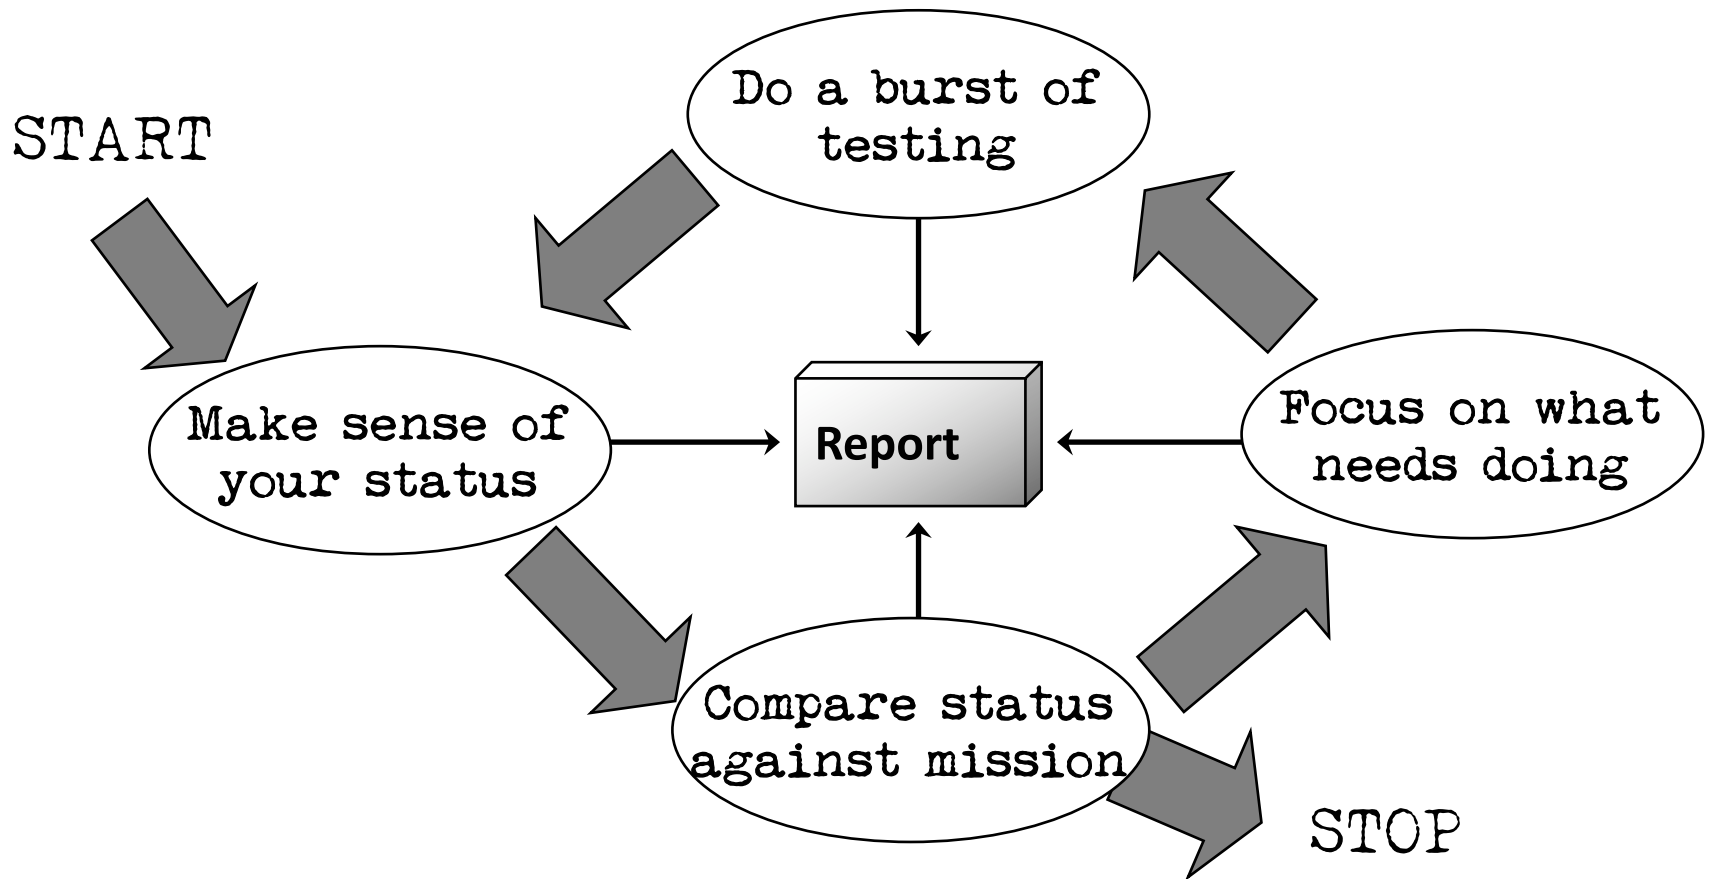 Do a burst of
testing
START
Make sense of
your status
Report
Focus on what
needs doing
Compare status
against mission
STOP